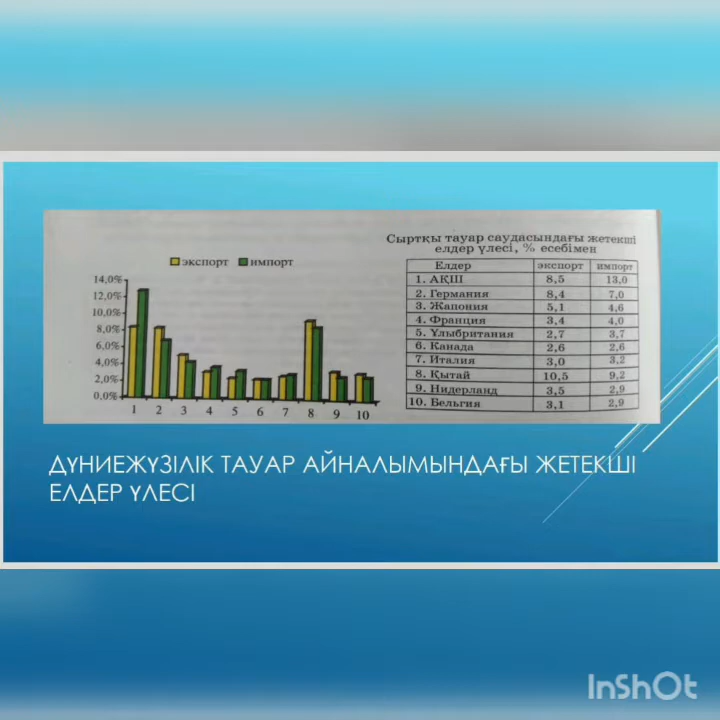 Сыртқы тауар саудасындағы жетекші
елдер үлесі, % есебімен
экспорт импорт
14,0%
12,0%
10,0%
8,0%
6,0%
4,0%
2,0%
0,0%
1 2 3 4 5 6 7 8 9 10
Елдер экспорт импорт
1. АҚШ 8,5 13,0
2. Германия 8,4 7,0
3. Жапония 5,1 4,6
4. Франция 3,4 4,0
5. Ұлыбритания 2,7 3,7
6. Канада 2,6 2,6
7. Италия 3,0 3,2
8. Қытай 10,5 9,2
9. Нидерланд 3,5 2,9
10. Бельгия 3,1 2,9
ДҮНИЕЖҮЗІЛІК ТАУАР АЙНАЛЫМЫНДАҒЫ ЖЕТЕКШІ
ЕЛДЕР ҮЛЕСІ
InShOt